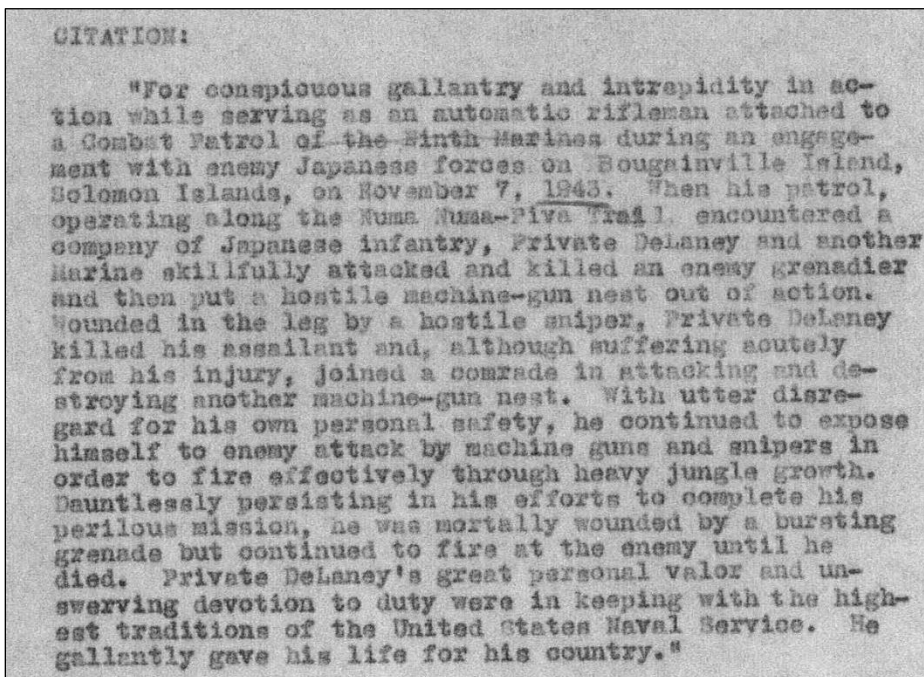 CITATION:
"For conspicuous gallantry and intrepidity in ac-
tion while serving as an automatic rifleman attached to
a Combat Patrol of the Ninth Marines during an engage-
ment with enemy Japanese forces on Bougainville Island,
Solomon Islands, on November 7, 1943. When his patrol,
operating along the Numa Numa-Piva Trail, encountered a
company of Japanese infantry, Private DeLaney and another
Marine skillfully attacked and killed an enemy grenadier
and then put a hostile machine-gun nest out of action.
Wounded in the leg by a hostile sniper, Private DeLaney
killed his assailant and, although suffering acutely
from his injury, joined a comrade in attacking and de-
stroying another machine-gun nest. With utter disre-
gard for his own personal safety, he continued to expose
himself to enemy attack by machine guns and snipers in
order to fire effectively through heavy jungle growth.
Dauntlessly persisting in his efforts to complete his
perilous mission, he was mortally wounded by a bursting
grenade but continued to fire at the enemy until he
died. Private DeLaney's great personal valor and un-
swerving devotion to duty were in keeping with the high-
est traditions of the United States Naval Service. He
gallantly gave his life for his country."